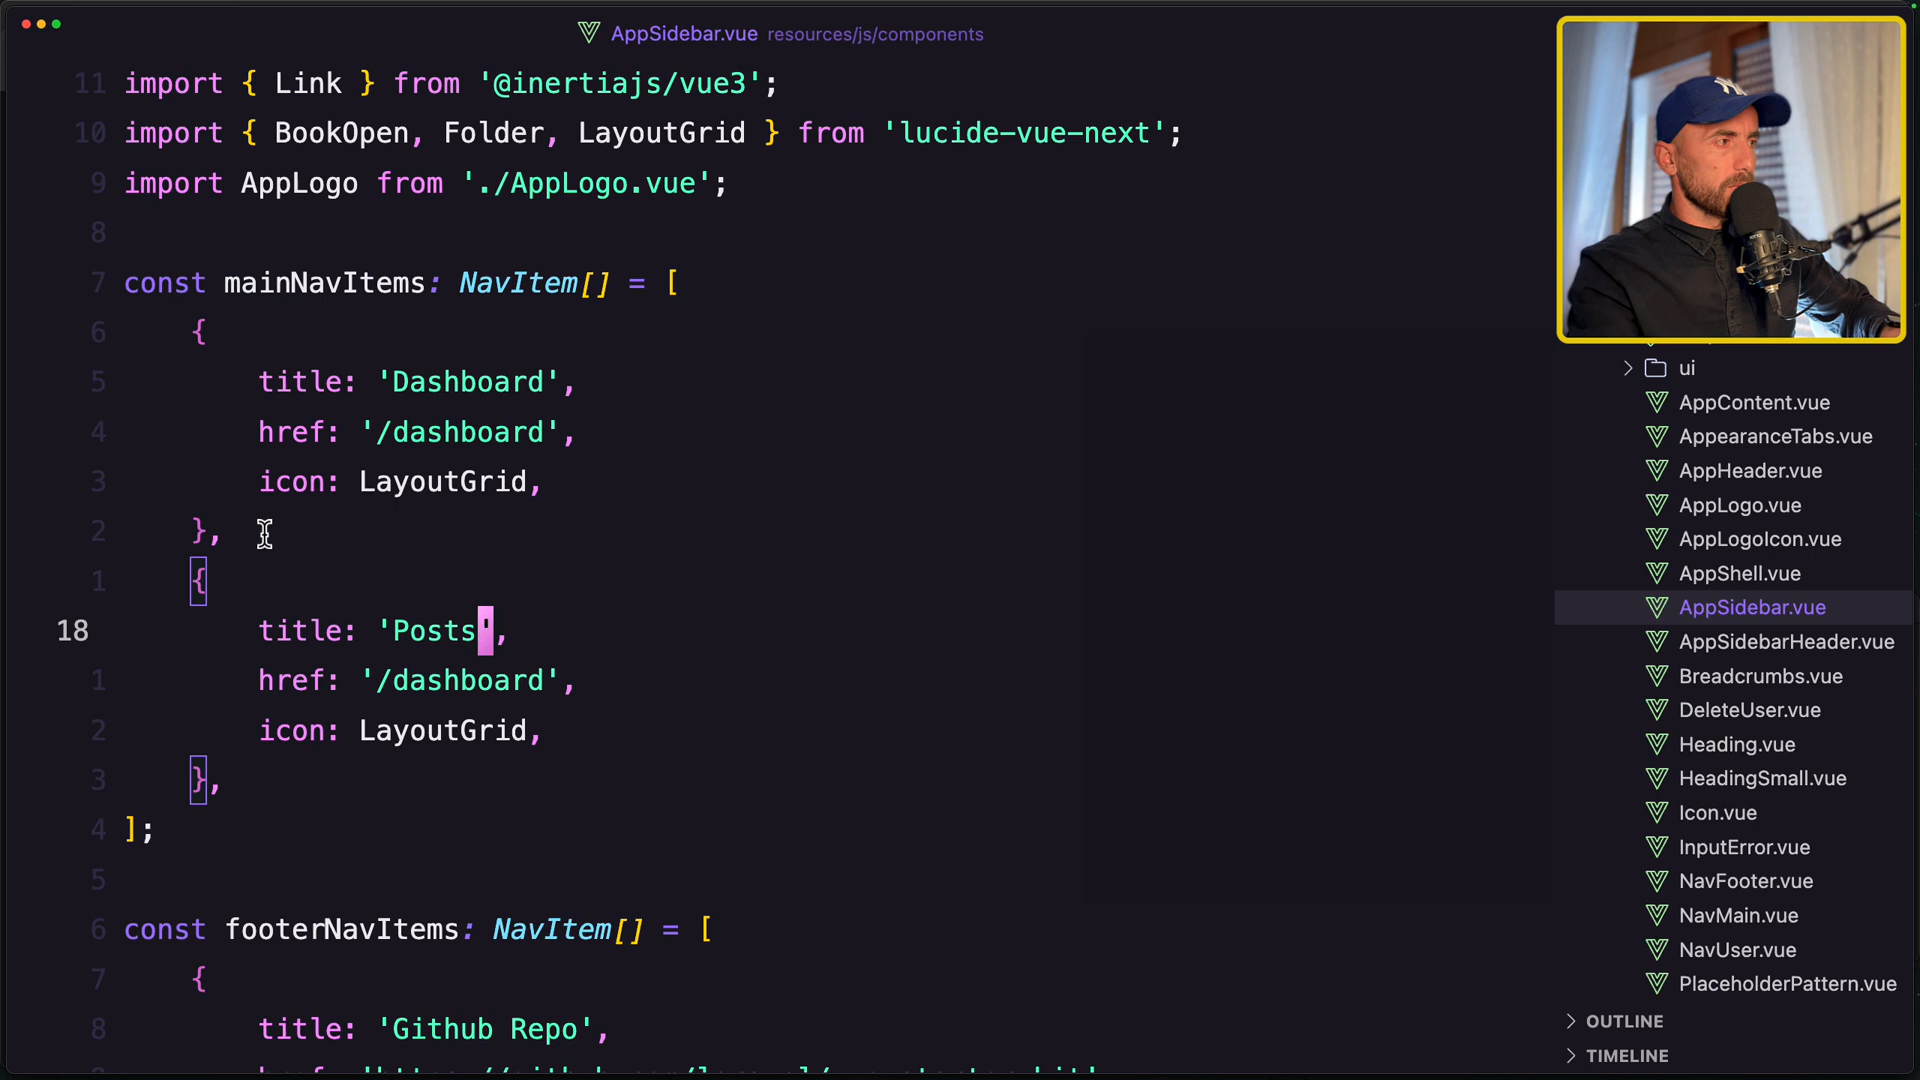 AppSidebar.vue resources/js/components
11 import { Link } from '@inertiajs/vue3';
10 import { BookOpen, Folder, LayoutGrid } from 'lucide-vue-next';
9 import AppLogo from './AppLogo.vue';
8
7 const mainNavItems: NavItem[] = [
6 {
5 title: 'Dashboard',
4 href: '/dashboard',
3 icon: LayoutGrid,
2 },
1 {
18 title: 'Posts',
1 href: '/dashboard',
2 icon: LayoutGrid,
3 },
4 ];
5
6 const footerNavItems: NavItem[] = [
7 {
8 title: 'Github Repo',
ui
AppContent.vue
AppearanceTabs.vue
AppHeader.vue
AppLogo.vue
AppLogoIcon.vue
AppShell.vue
AppSidebar.vue
AppSidebarHeader.vue
Breadcrumbs.vue
DeleteUser.vue
Heading.vue
HeadingSmall.vue
Icon.vue
InputError.vue
NavFooter.vue
NavMain.vue
NavUser.vue
PlaceholderPattern.vue
OUTLINE
TIMELINE